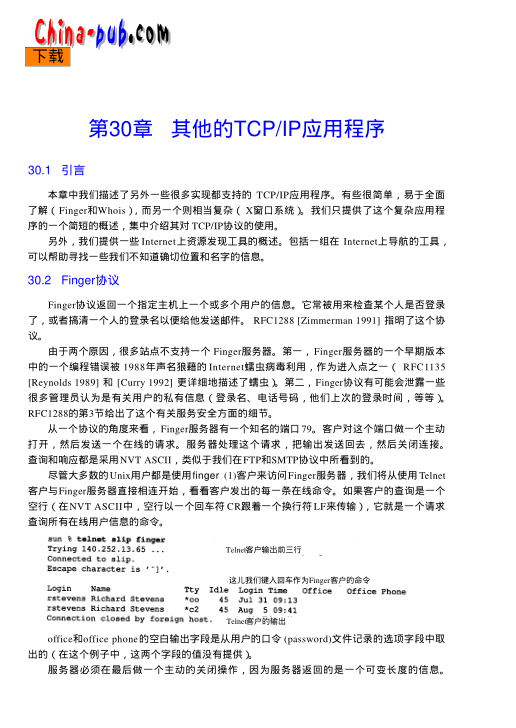 China-pub.com
下载
第30章 其他的TCP/IP应用程序
30.1 引言
本章中我们描述了另外一些很多实现都支持的 TCP/IP应用程序。有些很简单，易于全面
了解（Finger和Whois），而另一个则相当复杂（ X窗口系统）。我们只提供了这个复杂应用程
序的一个简短的概述，集中介绍其对 TCP/IP协议的使用。
另外，我们提供一些 Internet上资源发现工具的概述。包括一组在 Internet上导航的工具，
可以帮助寻找一些我们不知道确切位置和名字的信息。
30.2 Finger协议
Finger协议返回一个指定主机上一个或多个用户的信息。它常被用来检查某个人是否登录
了，或者搞清一个人的登录名以便给他发送邮件。 RFC1288 [Zimmerman 1991] 指明了这个协
议。
由于两个原因，很多站点不支持一个 Finger服务器。第一，Finger服务器的一个早期版本
中的一个编程错误被 1988年声名狼藉的Internet蠕虫病毒利用，作为进入点之一（ RFC1135
[Reynolds 1989] 和 [Curry 1992] 更详细地描述了蠕虫）。第二，Finger协议有可能会泄露一些
很多管理员认为是有关用户的私有信息（登录名、电话号码，他们上次的登录时间，等等）。
RFC1288的第3节给出了这个有关服务安全方面的细节。
从一个协议的角度来看，Finger服务器有一个知名的端口79。客户对这个端口做一个主动
打开，然后发送一个在线的请求。服务器处理这个请求，把输出发送回去，然后关闭连接。
查询和响应都是采用NVT ASCII，类似于我们在FTP和SMTP协议中所看到的。
尽管大多数的Unix用户都是使用finger (1)客户来访问Finger服务器，我们将从使用Telnet
客户与Finger服务器直接相连开始，看看客户发出的每一条在线命令。如果客户的查询是一个
空行（在NVT ASCII中，空行以一个回车符 CR跟着一个换行符LF来传输），它就是一个请求
查询所有在线用户信息的命令。
sun % telnet slip finger
Trying 140.252.13.65 ... Telnet客户输出前三行
Connected to slip.
Escape character is '^]'.
这儿我们键入回车作为Finger客户的命令
Login Name Tty Idle Login Time Office Office Phone
rstevens Richard Stevens *co 45 Jul 31 09:13
rstevens Richard Stevens *c2 45 Aug 5 09:41
Connection closed by foreign host. Telnet客户的输出
office和office phone的空白输出字段是从用户的口令 (password)文件记录的选项字段中取
出的（在这个例子中，这两个字段的值没有提供）。
服务器必须在最后做一个主动的关闭操作，因为服务器返回的是一个可变长度的信息。